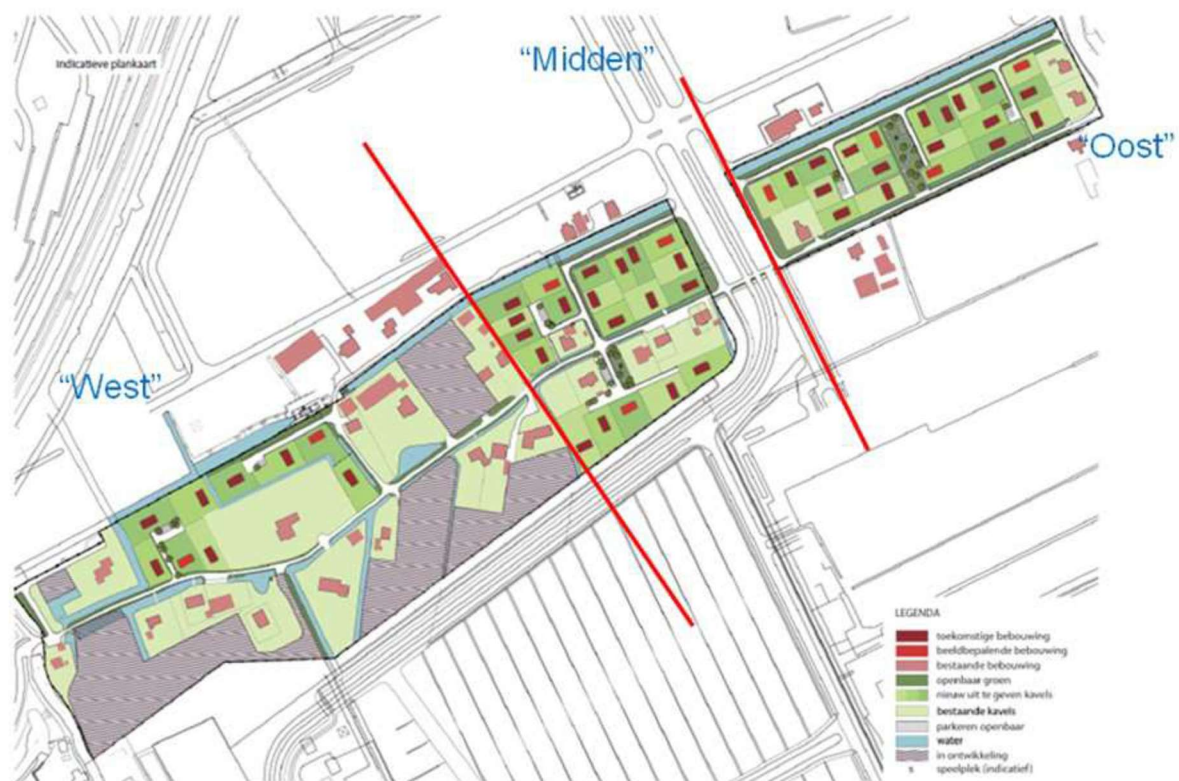 Indicatieve plankaart
“Midden”
“Oost”
“West”
LEGENDA
toekomstige bebouwing
beeldbepalende bebouwing
bestaande bebouwing
openbaar groen
nieuw uit te geven kavels
bestaande kavels
parkeren openbaar
water
in ontwikkeling
s speelplek (indicatief)